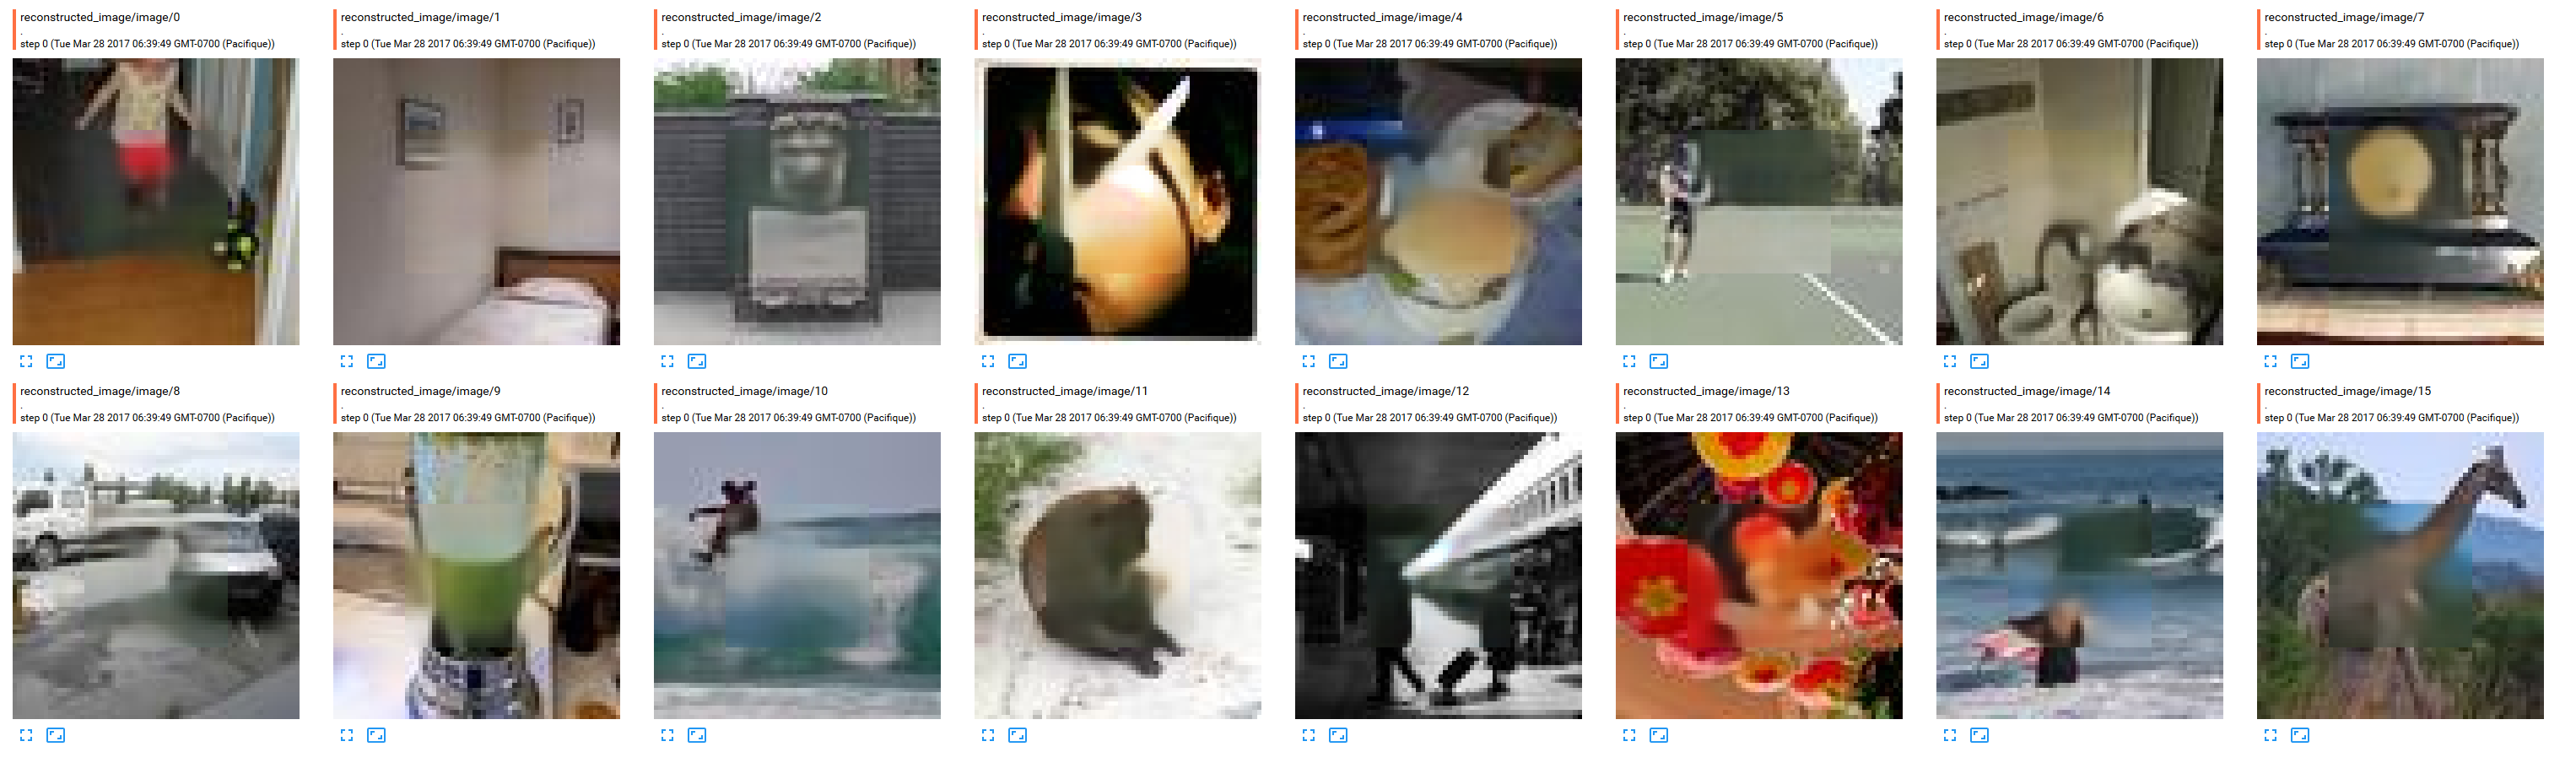 reconstructed_image/image/0
.
step 0 (Tue Mar 28 2017 06:39:49 GMT-0700 (Pacifique))
reconstructed_image/image/1
.
step 0 (Tue Mar 28 2017 06:39:49 GMT-0700 (Pacifique))
reconstructed_image/image/2
.
step 0 (Tue Mar 28 2017 06:39:49 GMT-0700 (Pacifique))
reconstructed_image/image/3
.
step 0 (Tue Mar 28 2017 06:39:49 GMT-0700 (Pacifique))
reconstructed_image/image/4
.
step 0 (Tue Mar 28 2017 06:39:49 GMT-0700 (Pacifique))
reconstructed_image/image/5
.
step 0 (Tue Mar 28 2017 06:39:49 GMT-0700 (Pacifique))
reconstructed_image/image/6
.
step 0 (Tue Mar 28 2017 06:39:49 GMT-0700 (Pacifique))
reconstructed_image/image/7
.
step 0 (Tue Mar 28 2017 06:39:49 GMT-0700 (Pacifique))
reconstructed_image/image/8
.
step 0 (Tue Mar 28 2017 06:39:49 GMT-0700 (Pacifique))
reconstructed_image/image/9
.
step 0 (Tue Mar 28 2017 06:39:49 GMT-0700 (Pacifique))
reconstructed_image/image/10
.
step 0 (Tue Mar 28 2017 06:39:49 GMT-0700 (Pacifique))
reconstructed_image/image/11
.
step 0 (Tue Mar 28 2017 06:39:49 GMT-0700 (Pacifique))
reconstructed_image/image/12
.
step 0 (Tue Mar 28 2017 06:39:49 GMT-0700 (Pacifique))
reconstructed_image/image/13
.
step 0 (Tue Mar 28 2017 06:39:49 GMT-0700 (Pacifique))
reconstructed_image/image/14
.
step 0 (Tue Mar 28 2017 06:39:49 GMT-0700 (Pacifique))
reconstructed_image/image/15
.
step 0 (Tue Mar 28 2017 06:39:49 GMT-0700 (Pacifique))